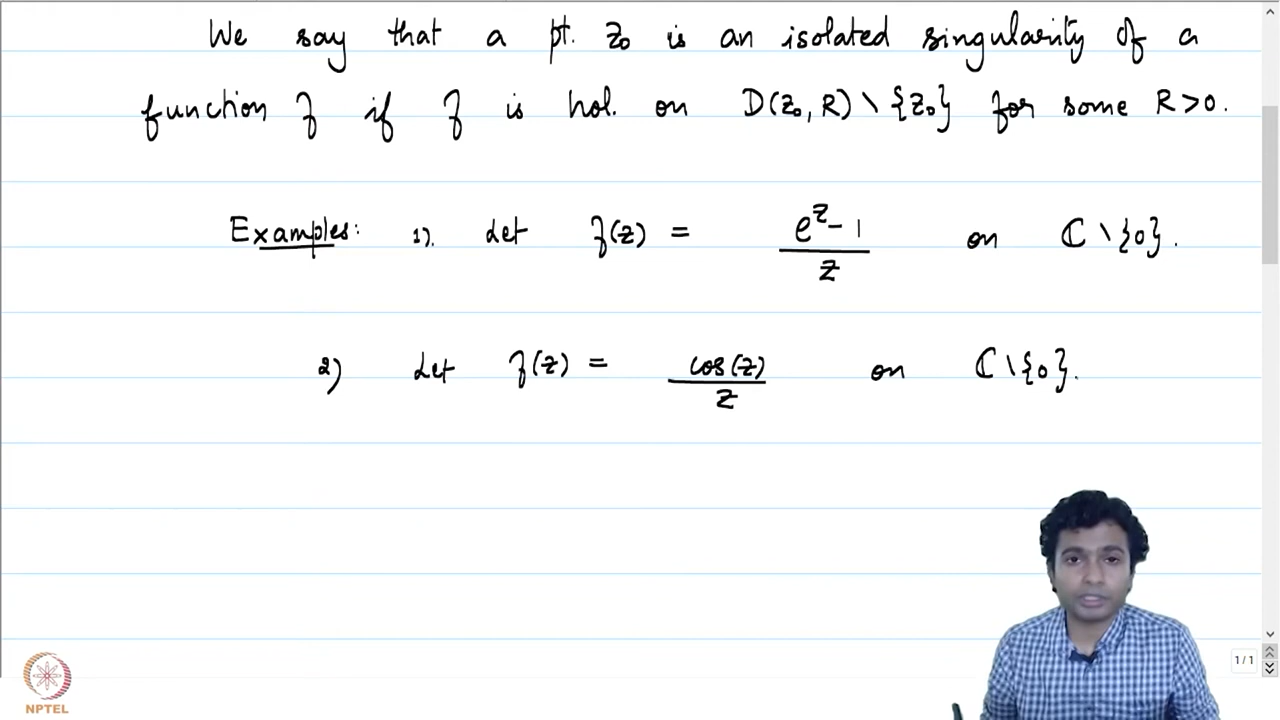 We say that a pt. z₀ is an isolated singularity of a
function f if f is hol. on D(z₀, R) \ {z₀} for some R > 0.
Examples: 1). Let f(z) = (e^z - 1)/z on ℂ \ {0}.
2) Let f(z) = cos(z)/z on ℂ \ {0}.
1 / 1
NPTEL